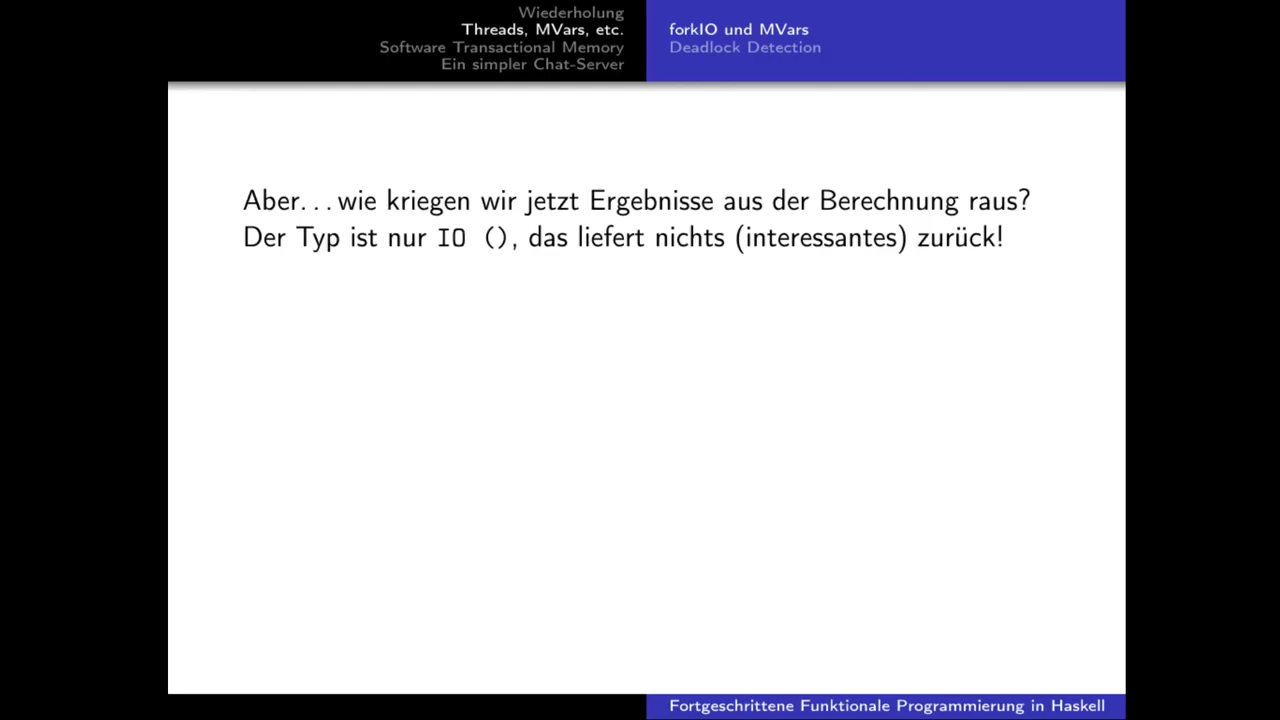 Wiederholung
Threads, MVars, etc.
Software Transactional Memory
Ein simpler Chat-Server
forkIO und MVars
Deadlock Detection
Aber...wie kriegen wir jetzt Ergebnisse aus der Berechnung raus?
Der Typ ist nur IO (), das liefert nichts (interessantes) zurück!
Fortgeschrittene Funktionale Programmierung in Haskell